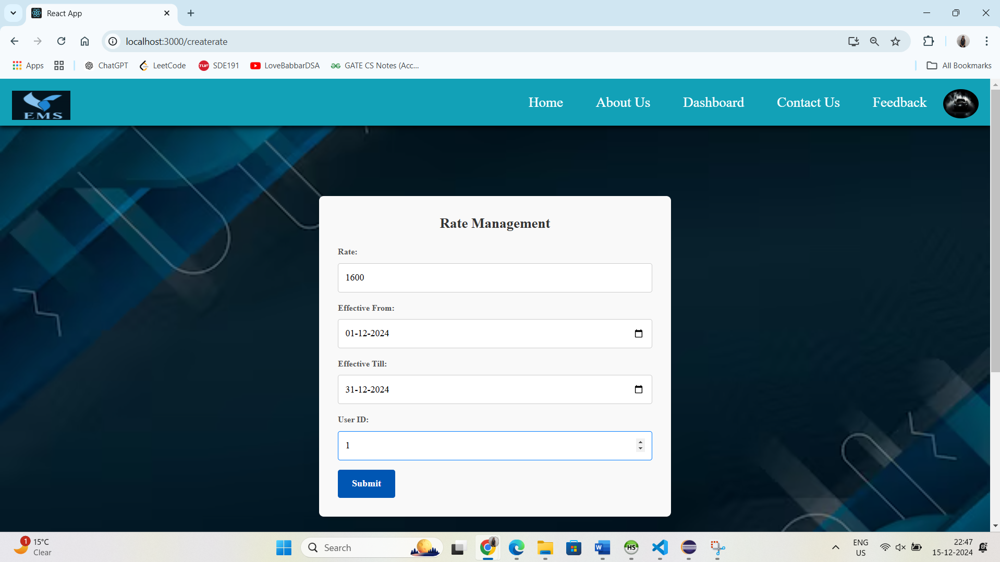 React App
localhost:3000/createrate
Apps
ChatGPT
LeetCode
TUF SDE191
LoveBabbarDSA
GATE CS Notes (Acc...
All Bookmarks
EMS
Home
About Us
Dashboard
Contact Us
Feedback
Rate Management
Rate:
1600
Effective From:
01-12-2024
Effective Till:
31-12-2024
User ID:
1
Submit
1
15°C
Clear
Search
W
HS
ENG
US
22:47
15-12-2024